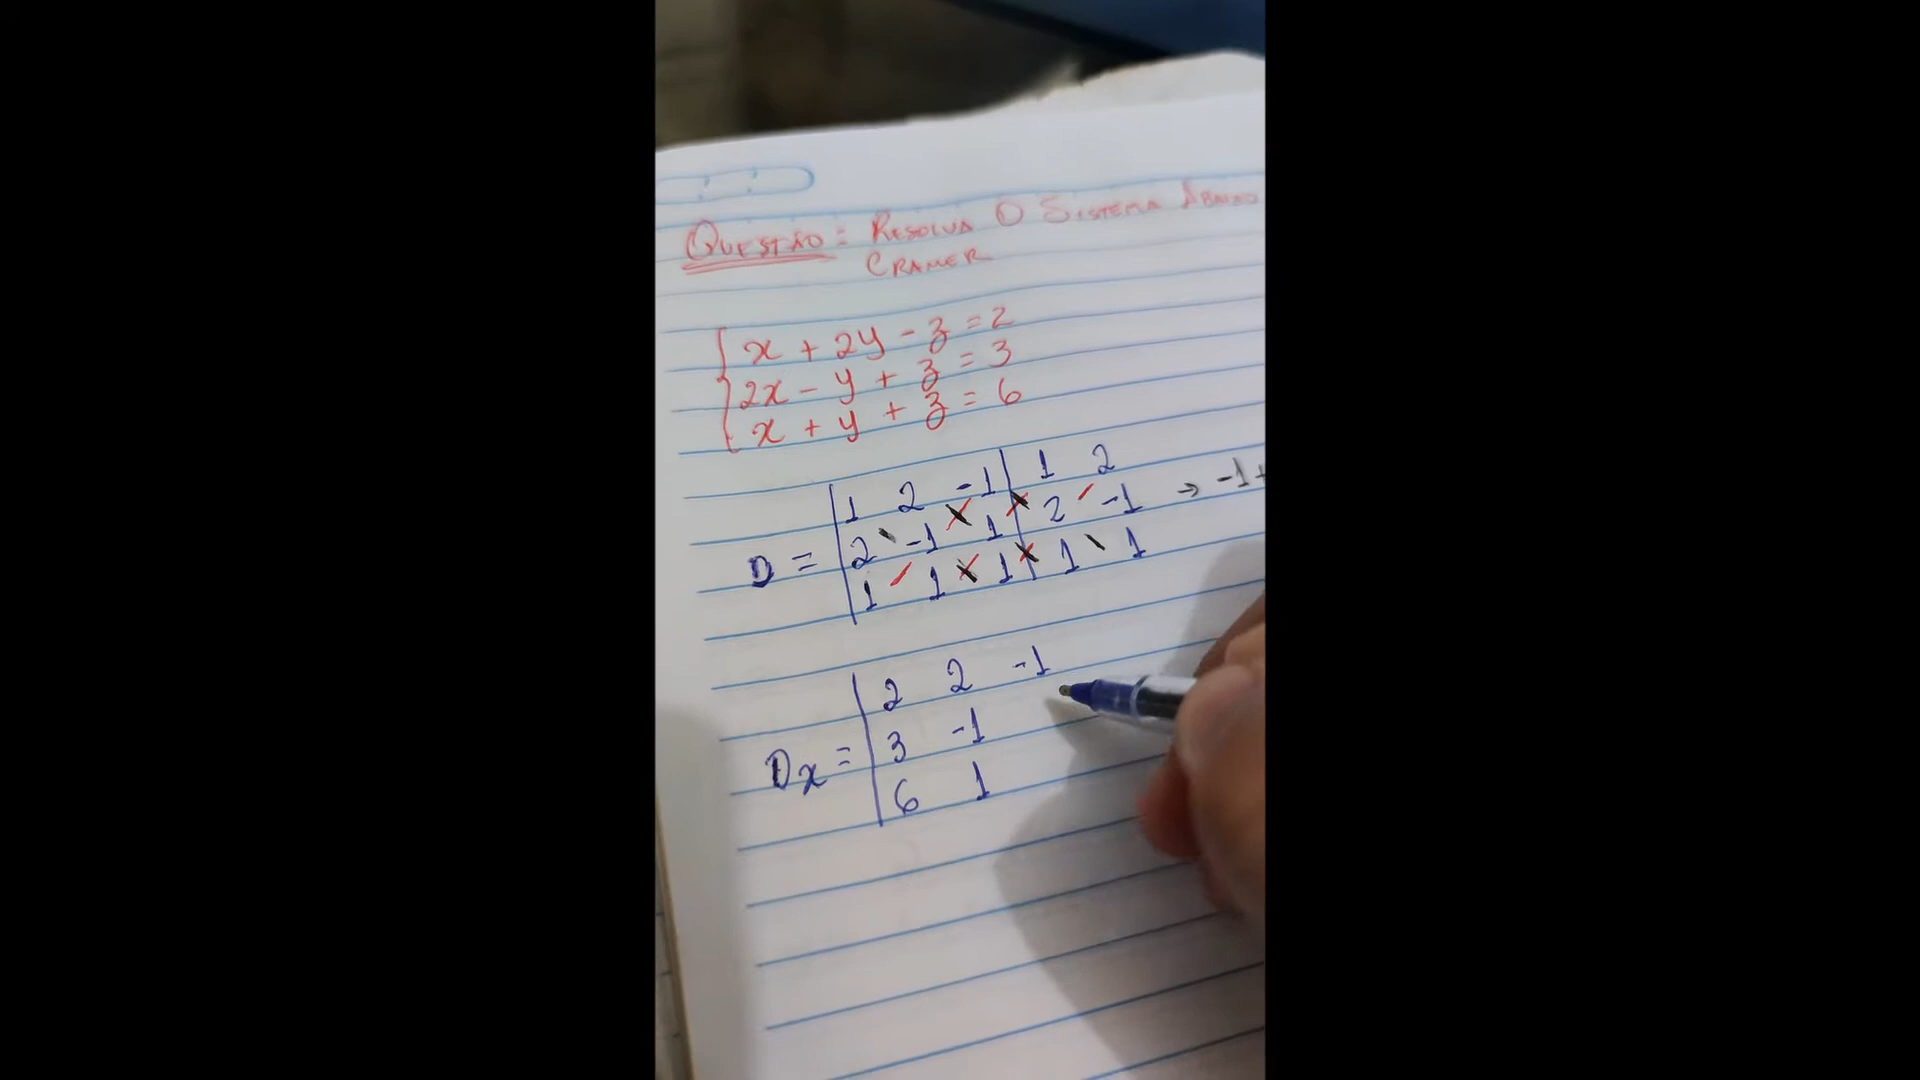 QUESTÃO: RESOLVA O SISTEMA ABAIXO
CRAMER
x + 2y - z = 2
2x - y + z = 3
x + y + z = 6
1 2 -1 | 1 2
D = 2 -1 1 | 2 -1 → -1 +
1 1 1 | 1 1
2 2 -1
Dx = 3 -1
6 1